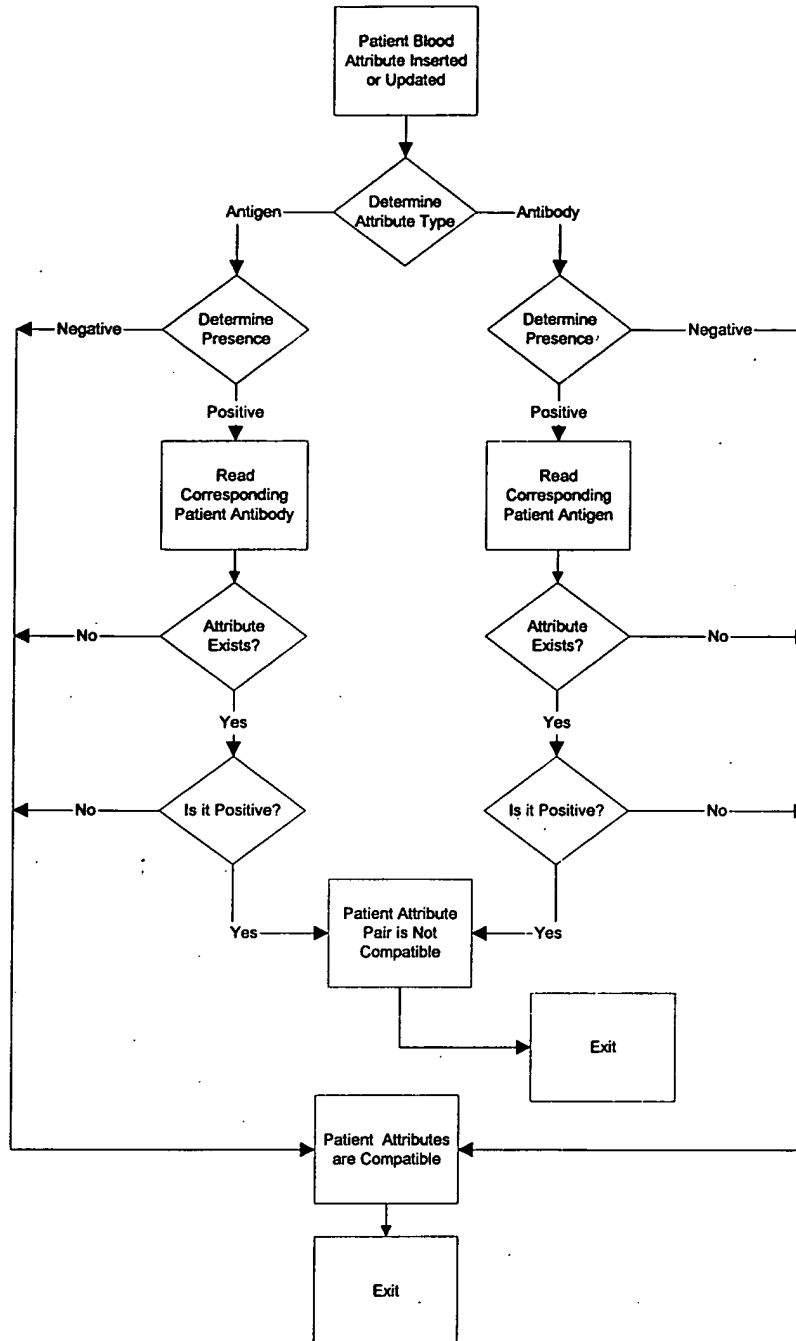 Patient Blood
Attribute Inserted
or Updated
Determine
Attribute Type
Antigen
Antibody
Determine
Presence
Determine
Presence
Negative
Negative
Positive
Positive
Read
Corresponding
Patient Antibody
Read
Corresponding
Patient Antigen
Attribute
Exists?
Attribute
Exists?
No
No
Yes
Yes
Is it Positive?
Is it Positive?
No
No
Yes
Patient Attribute
Pair is Not
Compatible
Yes
Exit
Patient Attributes
are Compatible
Exit